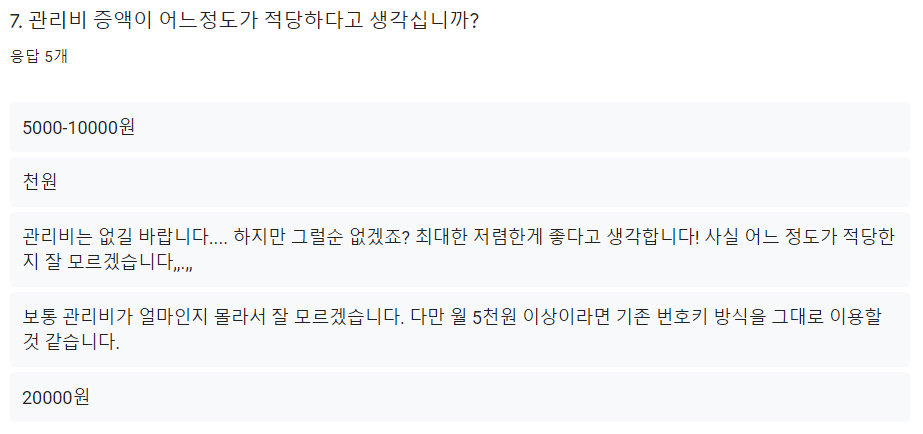 7. 관리비 증액이 어느정도가 적당하다고 생각십니까?
응답 5개
5000-10000원
천원
관리비는 없길 바랍니다.... 하지만 그럴순 없겠죠? 최대한 저렴한게 좋다고 생각합니다! 사실 어느 정도가 적당한
지 잘 모르겠습니다,,.,,
보통 관리비가 얼마인지 몰라서 잘 모르겠습니다. 다만 월 5천원 이상이라면 기존 번호키 방식을 그대로 이용할
것 같습니다.
20000원